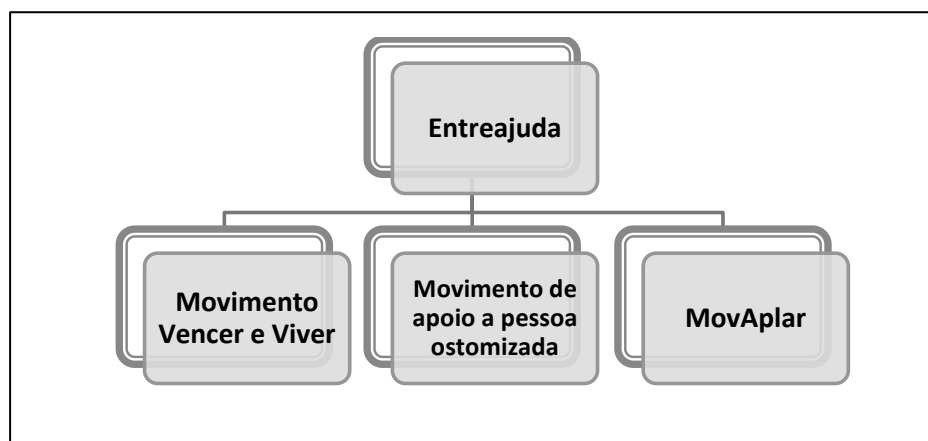 Entreajuda
Movimento
Vencer e Viver
Movimento de
apoio a pessoa
ostomizada
MovAplar